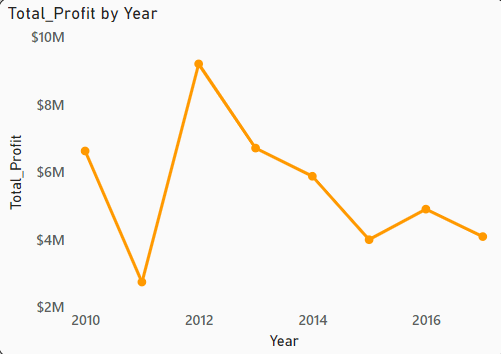 Total_Profit by Year
$10M
$8M
$6M
$4M
$2M
Total_Profit
2010
2012
2014
2016
Year